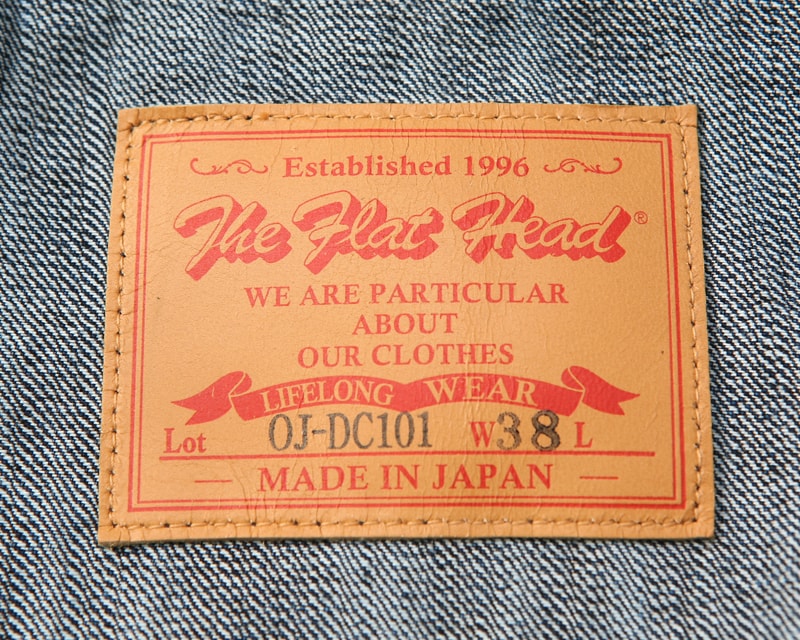 Established 1996
The Flat Head®
WE ARE PARTICULAR
ABOUT
OUR CLOTHES
LIFELONG WEAR
Lot OJ-DC101 W38 L
— MADE IN JAPAN —